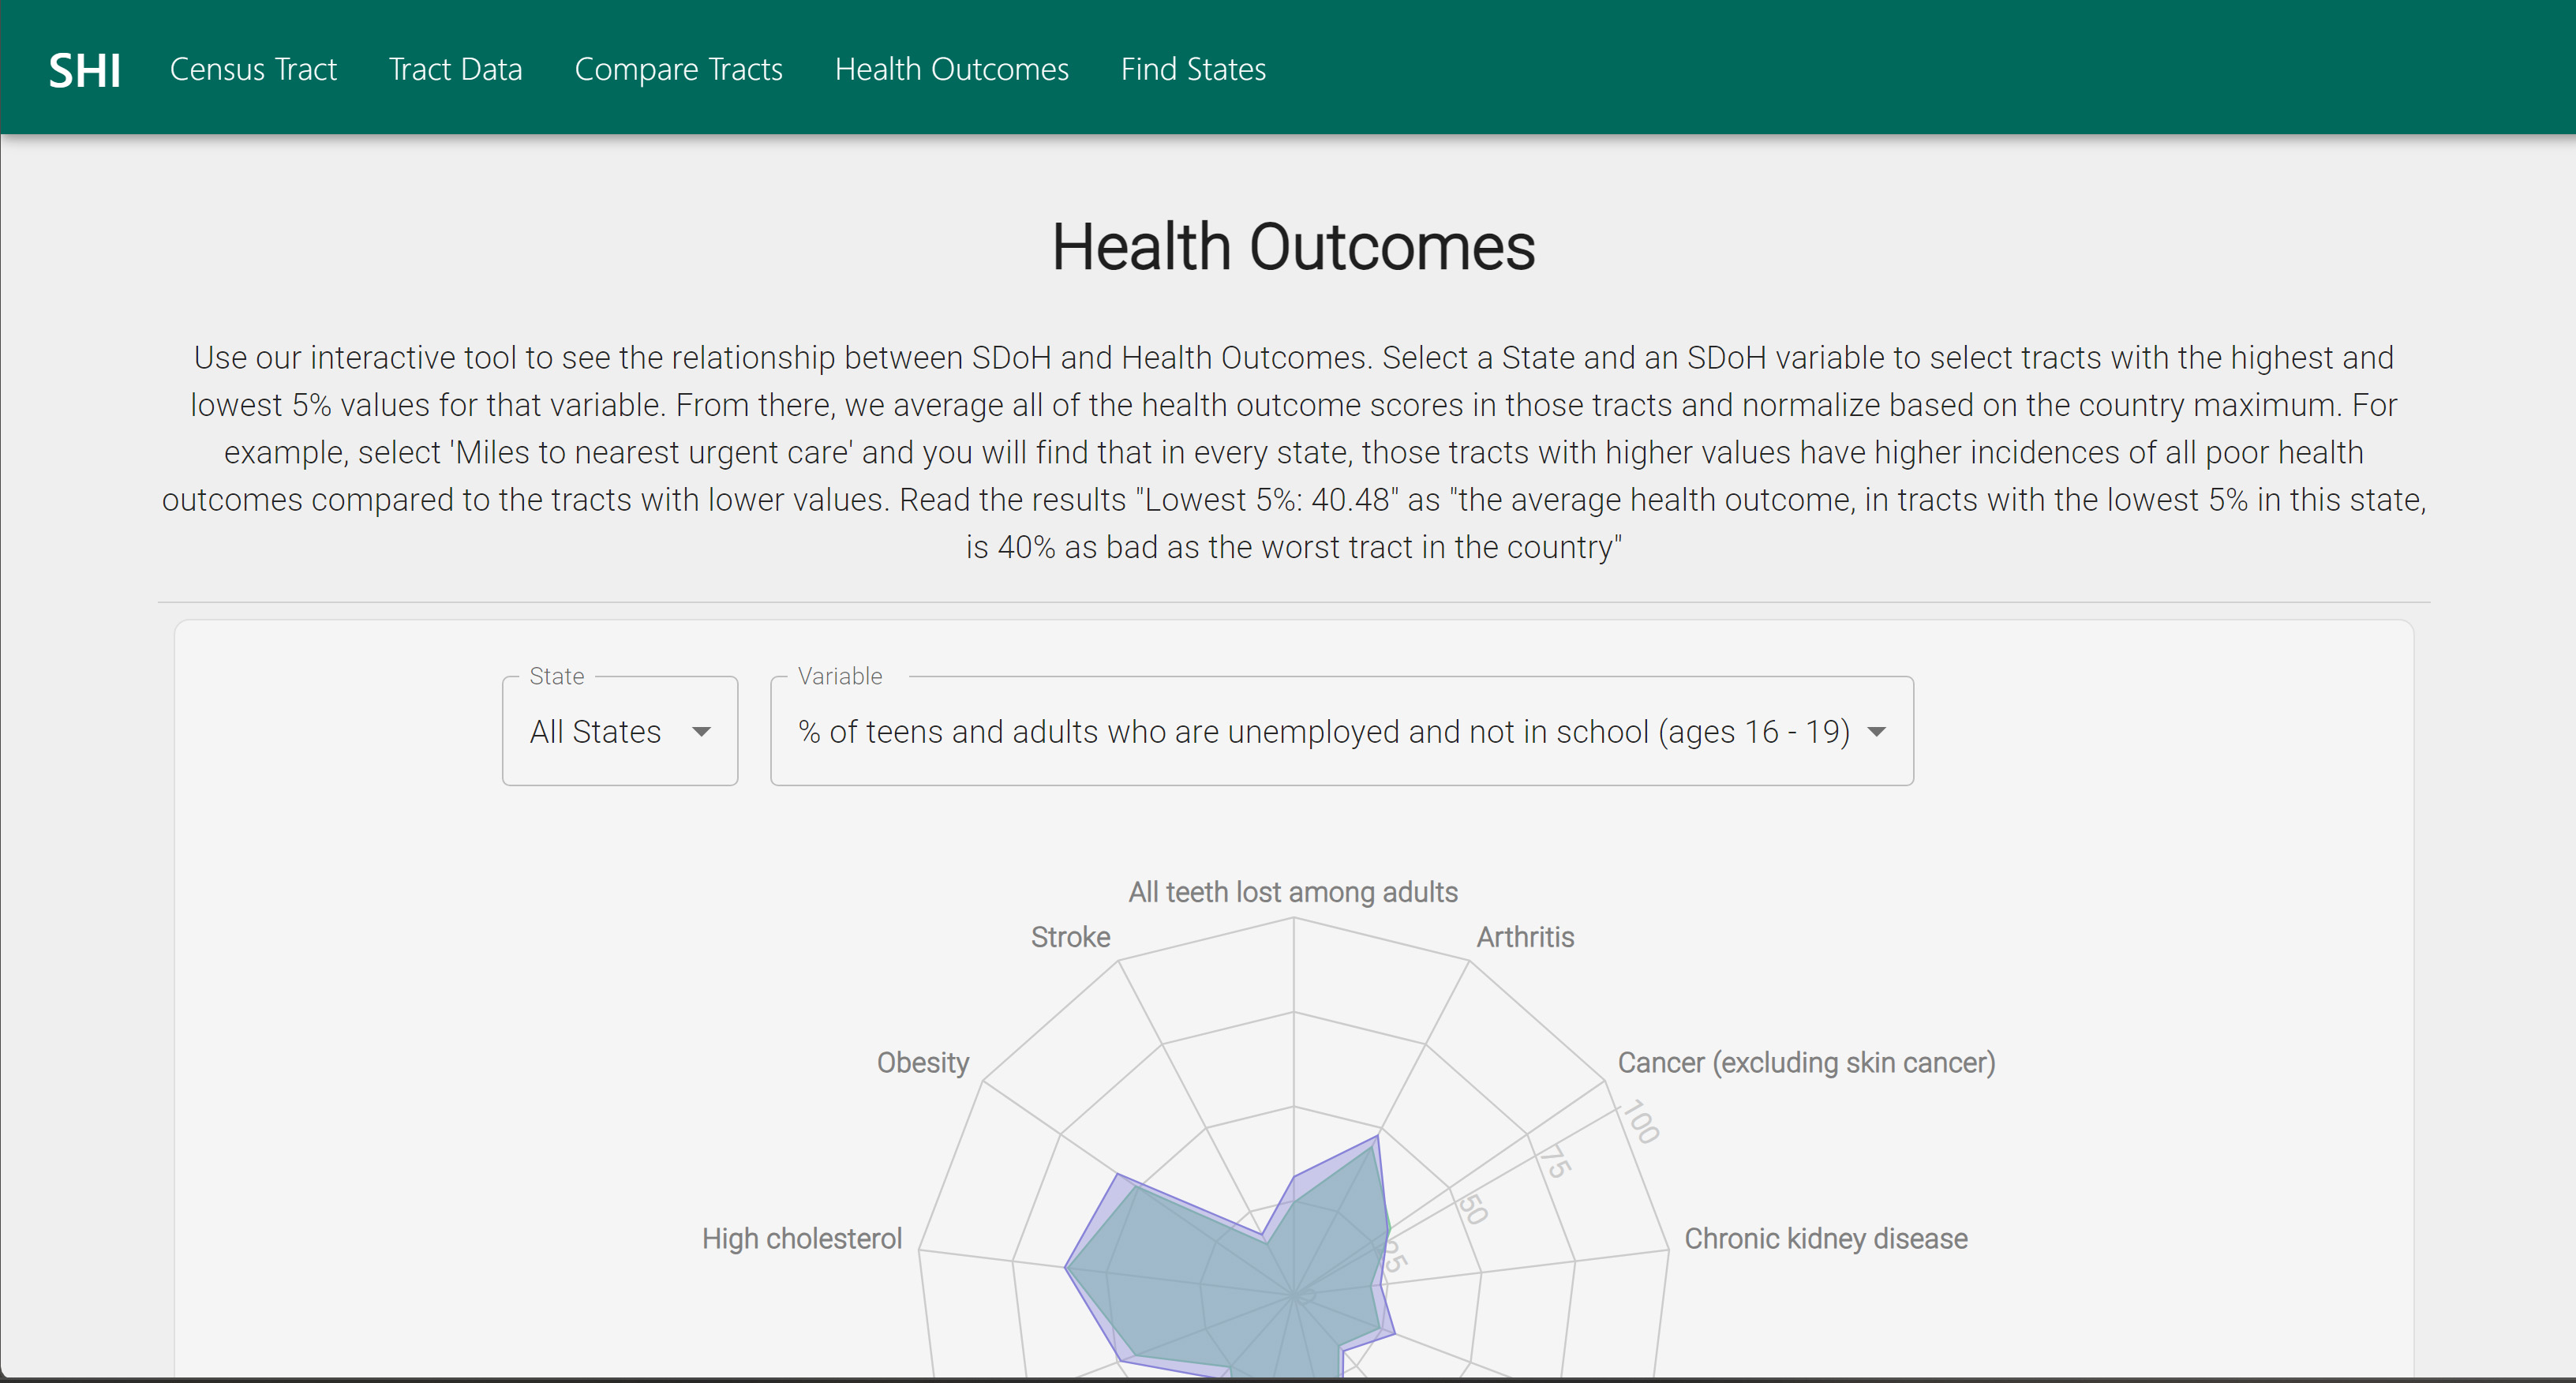 SHI Census Tract Tract Data Compare Tracts Health Outcomes Find States
Health Outcomes
Use our interactive tool to see the relationship between SDoH and Health Outcomes. Select a State and an SDoH variable to select tracts with the highest and
lowest 5% values for that variable. From there, we average all of the health outcome scores in those tracts and normalize based on the country maximum. For
example, select 'Miles to nearest urgent care' and you will find that in every state, those tracts with higher values have higher incidences of all poor health
outcomes compared to the tracts with lower values. Read the results "Lowest 5%: 40.48" as "the average health outcome, in tracts with the lowest 5% in this state,
is 40% as bad as the worst tract in the country"
State
All States
Variable
% of teens and adults who are unemployed and not in school (ages 16 - 19)
All teeth lost among adults
Stroke
Arthritis
Obesity
Cancer (excluding skin cancer)
100
75
50
25
0
High cholesterol
Chronic kidney disease